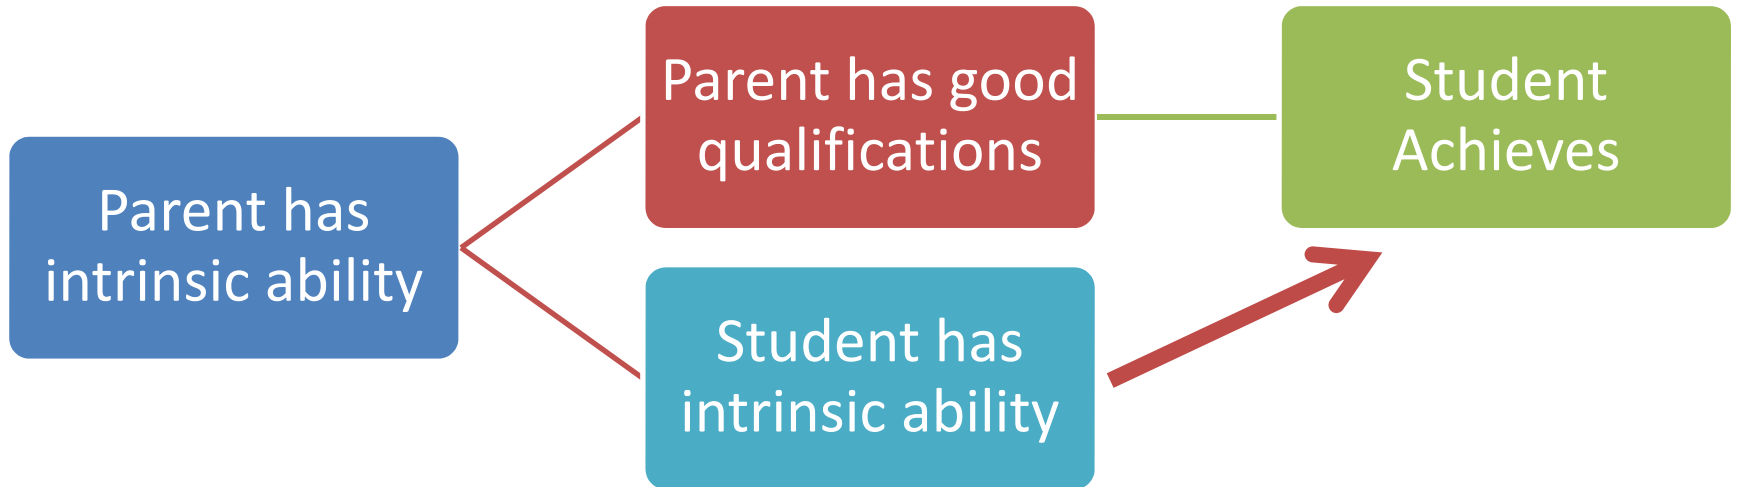 Parent has
intrinsic ability
Parent has good
qualifications
Student has
intrinsic ability
Student
Achieves